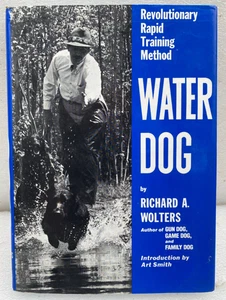 Revolutionary
Rapid
Training
Method
WATER
DOG
by
RICHARD A.
WOLTERS
Author of GUN DOG,
GAME DOG,
and
FAMILY DOG
Introduction by
Art Smith